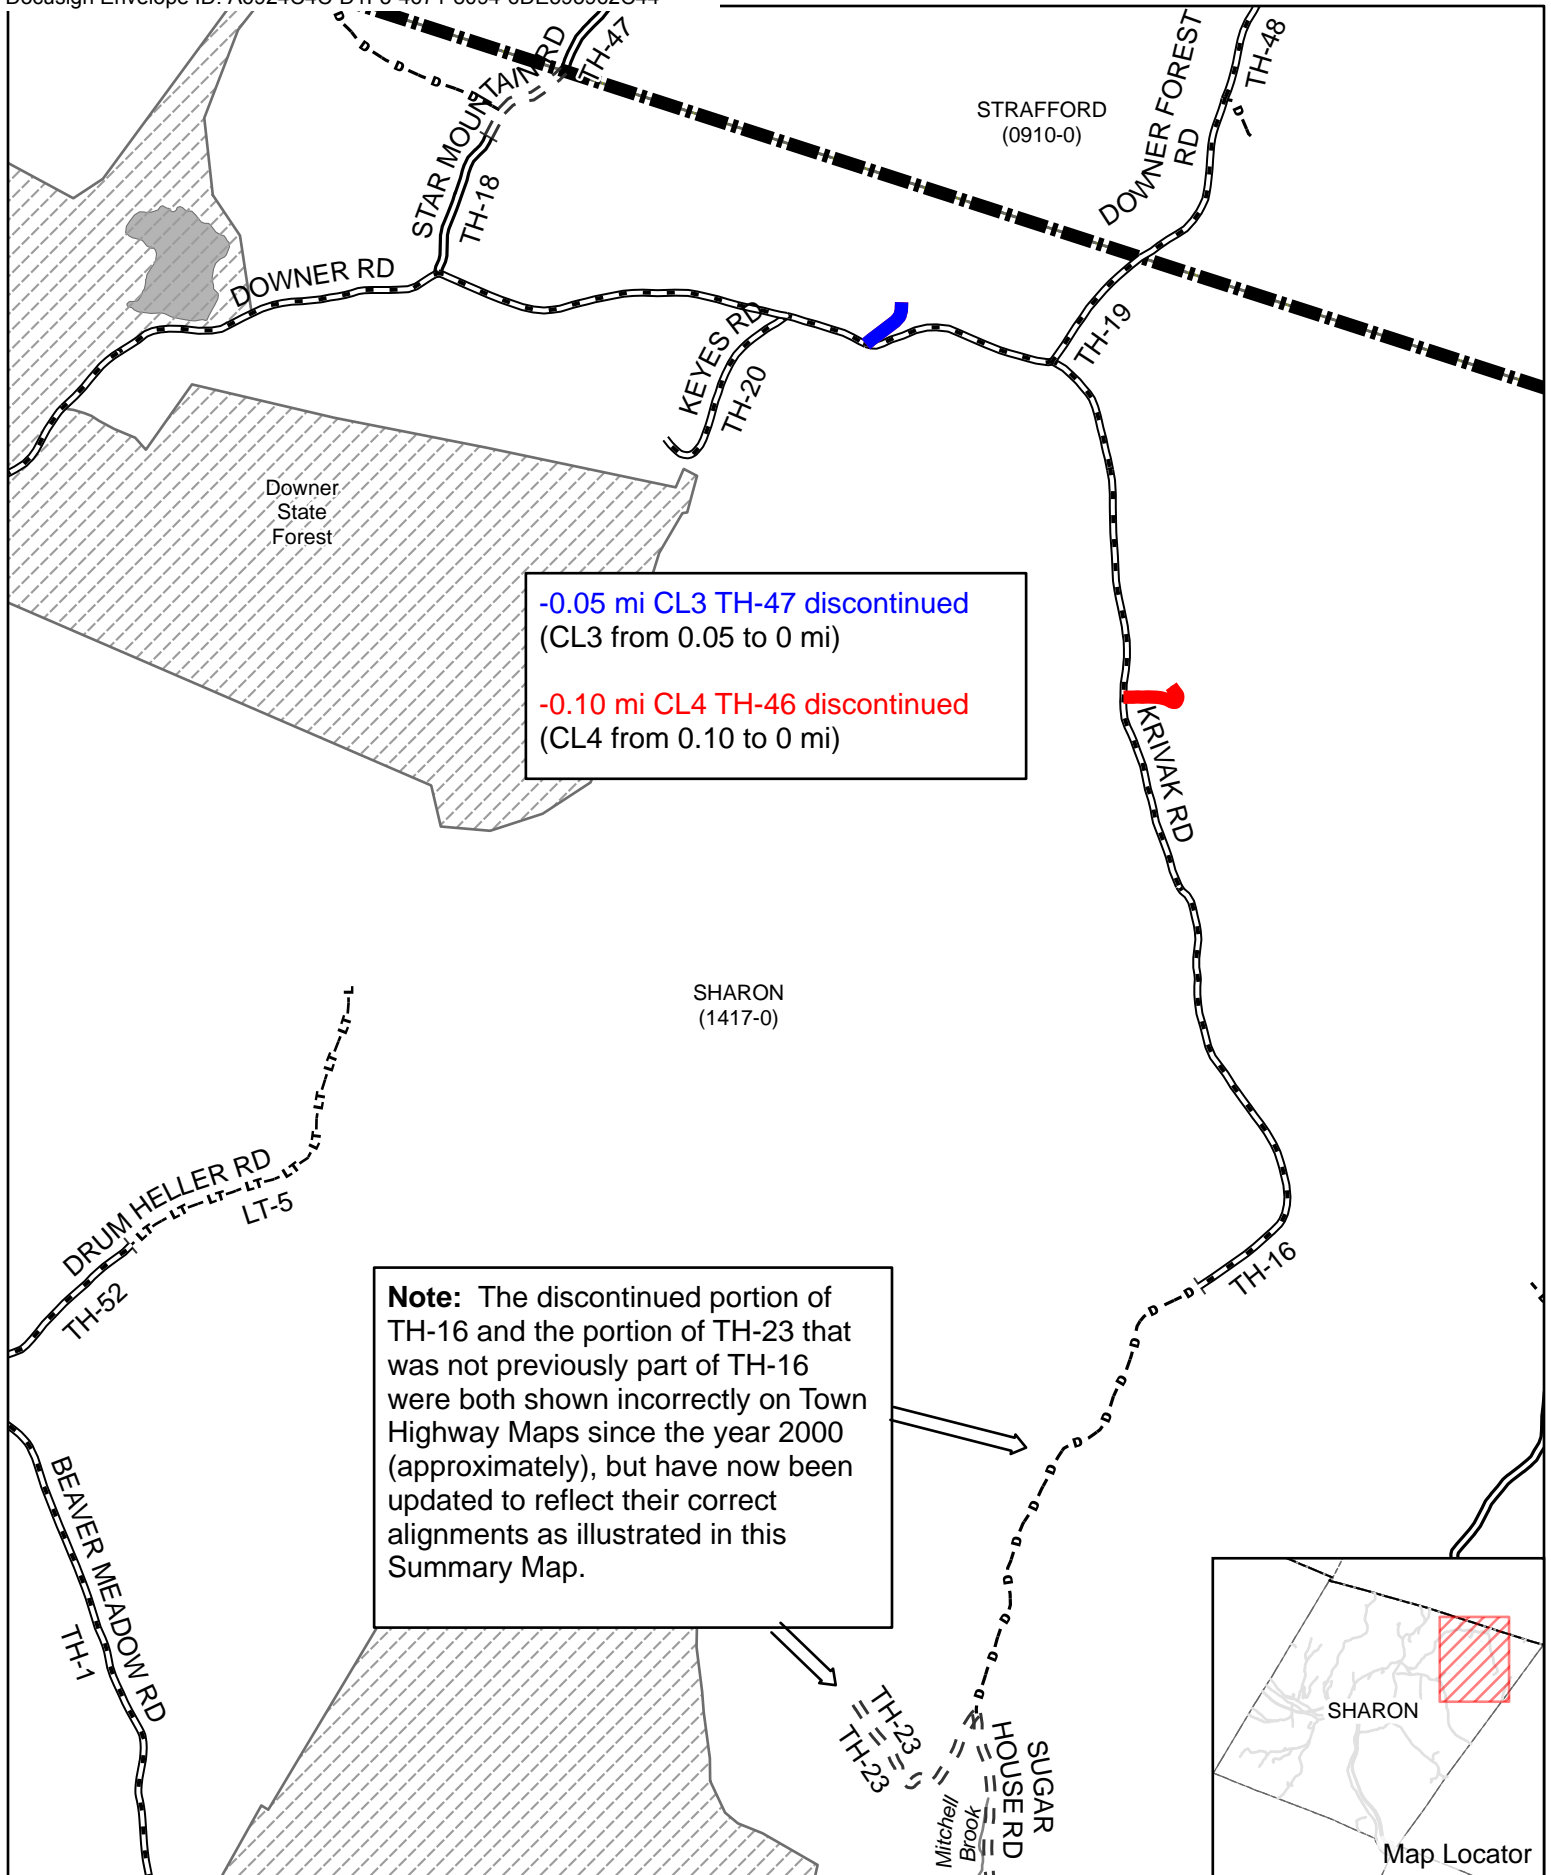 STAR MOUNTAIN RD
TH-47
STRAFFORD
(0910-0)
DOWNER FOREST
RD
TH-48
TH-18
DOWNER RD
KEYES RD
TH-20
TH-19
Downer
State
Forest
-0.05 mi CL3 TH-47 discontinued
(CL3 from 0.05 to 0 mi)
-0.10 mi CL4 TH-46 discontinued
(CL4 from 0.10 to 0 mi)
KRIVAK RD
SHARON
(1417-0)
DRUM HELLER RD
LT-5
TH-52
TH-16
Note: The discontinued portion of
TH-16 and the portion of TH-23 that
was not previously part of TH-16
were both shown incorrectly on Town
Highway Maps since the year 2000
(approximately), but have now been
updated to reflect their correct
alignments as illustrated in this
Summary Map.
BEAVER MEADOW RD
TH-1
TH-23
TH-23
SUGAR
HOUSE RD
Mitchell
Brook
SHARON
Map Locator